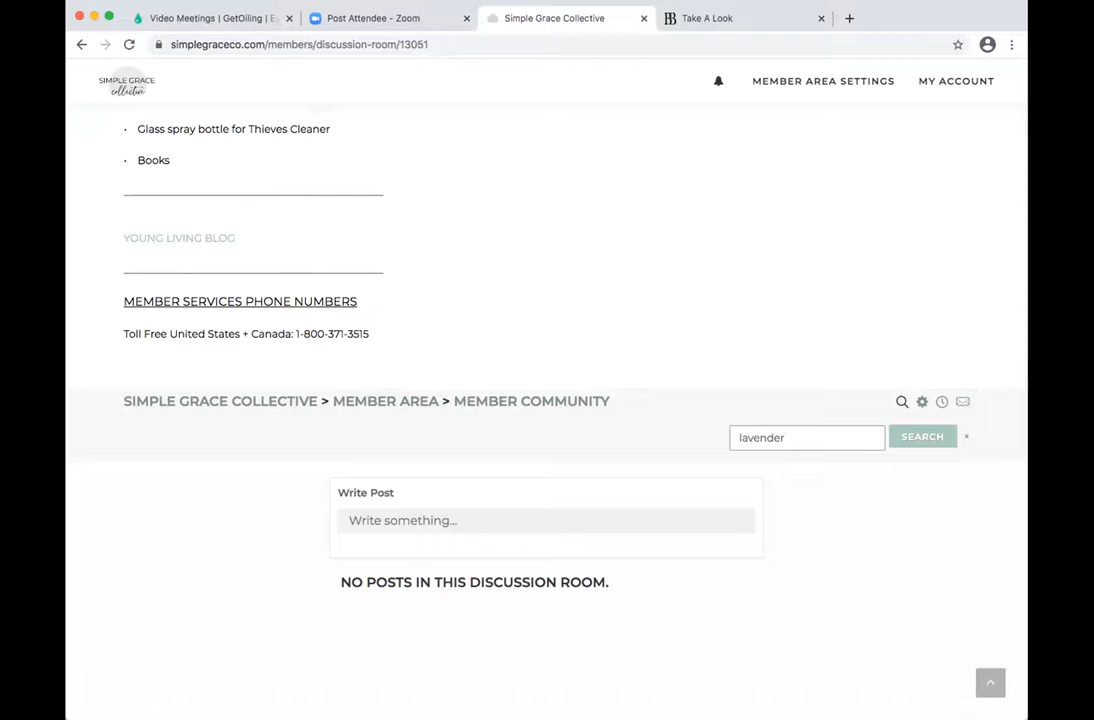 Video Meetings | GetOiling | E
Post Attendee - Zoom
Simple Grace Collective
Take A Look
simplegraceco.com/members/discussion-room/13051
SIMPLE GRACE
collective
MEMBER AREA SETTINGS
MY ACCOUNT
• Glass spray bottle for Thieves Cleaner
• Books
YOUNG LIVING BLOG
MEMBER SERVICES PHONE NUMBERS
Toll Free United States + Canada: 1-800-371-3515
SIMPLE GRACE COLLECTIVE > MEMBER AREA > MEMBER COMMUNITY
lavender
SEARCH
Write Post
Write something...
NO POSTS IN THIS DISCUSSION ROOM.